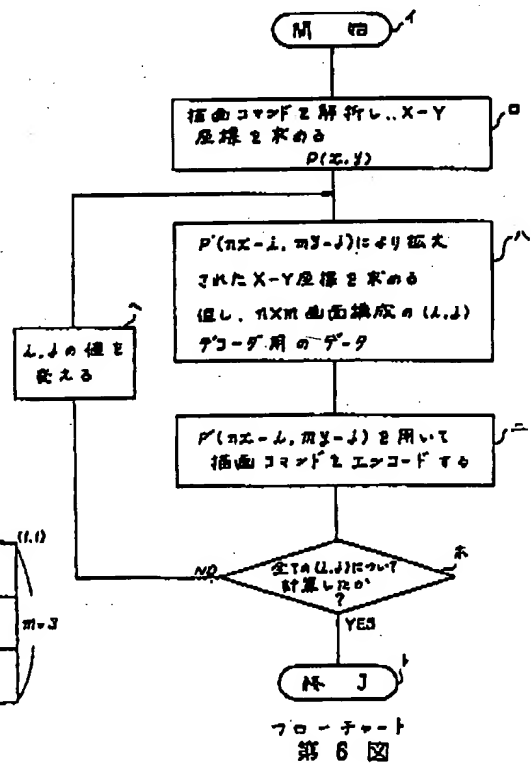 開 始
イ
描画コマンドを解析し、X-Y
座標を求める
P(x,y)
ロ
P'(nx-i, my-j)により拡大
されたX-Y座標を求める
但し、n×m画面構成の(i,j)
デコーダ用のデータ
ハ
i,jの値を
変える
ヘ
P'(nx-i, my-j)を用いて
描画コマンドをエンコードする
ニ
全ての(i,j)について
計算したか
?
ホ
NO
YES
(1,1)
m=3
終 了
ト
フローチャート
第6図